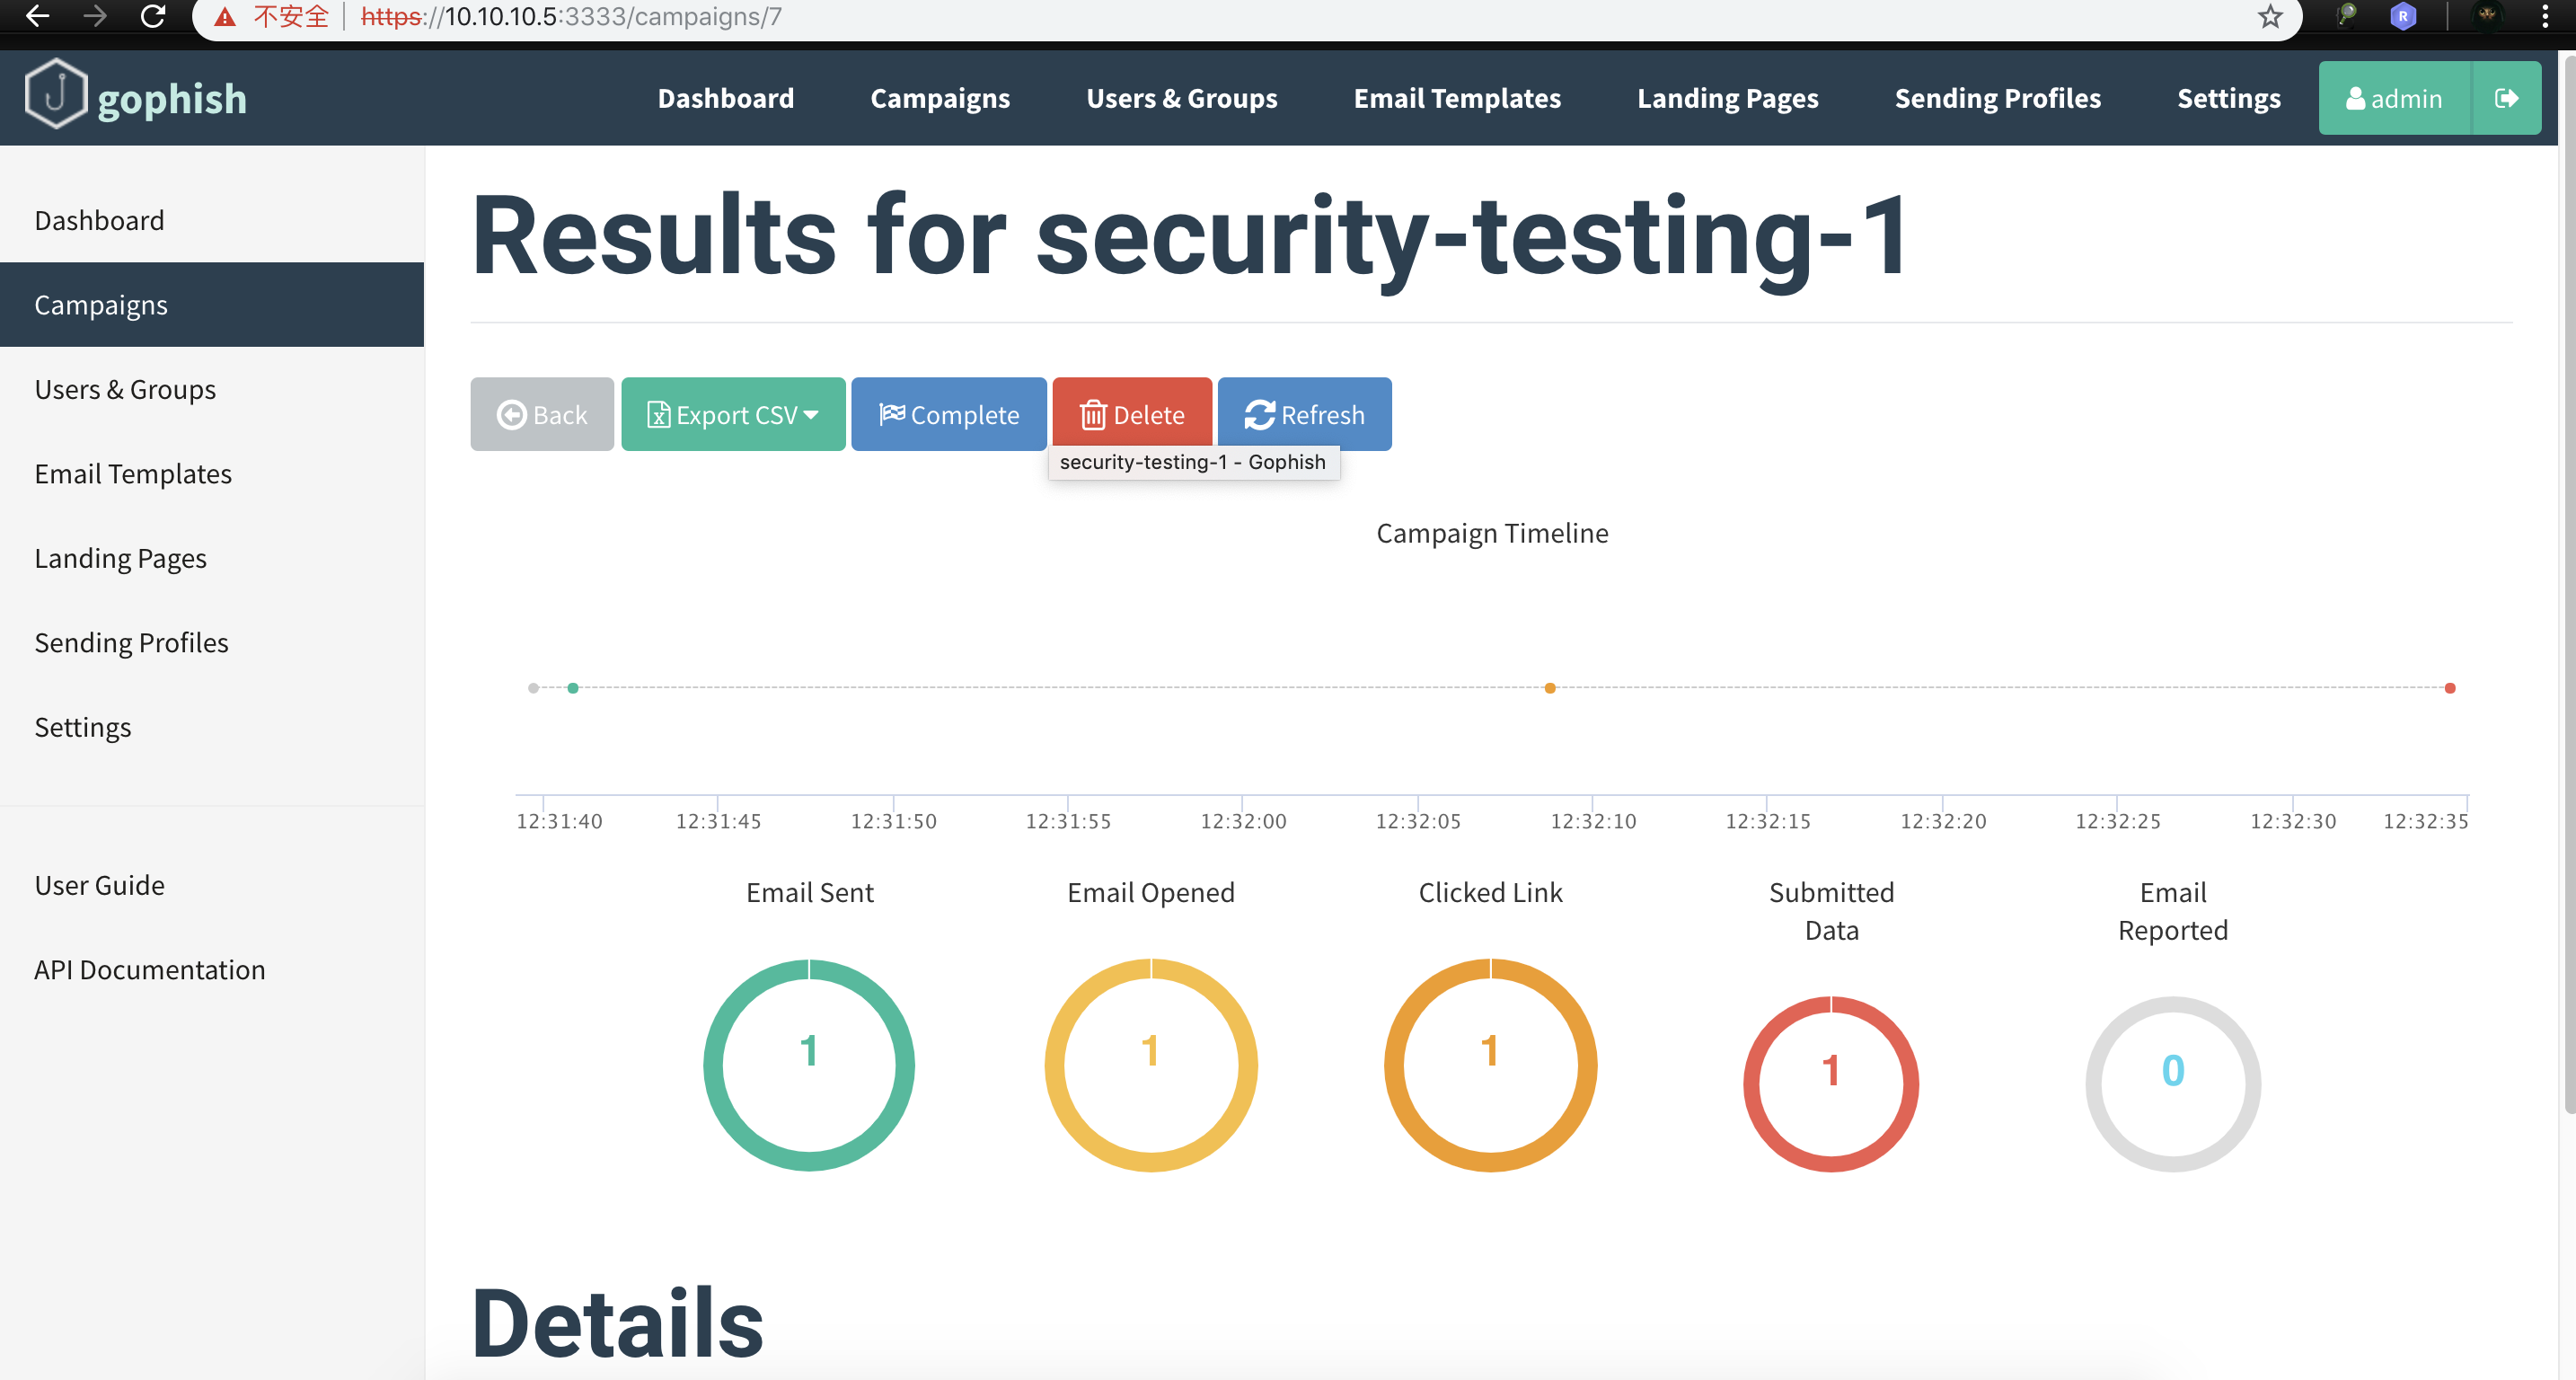 不安全 https://10.10.10.5:3333/campaigns/7
R
gophish Dashboard Campaigns Users & Groups Email Templates Landing Pages Sending Profiles Settings admin
Dashboard
Campaigns
Users & Groups
Email Templates
Landing Pages
Sending Profiles
Settings
User Guide
API Documentation
Results for security-testing-1
Back Export CSV Complete Delete Refresh
security-testing-1 - Gophish
Campaign Timeline
12:31:40 12:31:45 12:31:50 12:31:55 12:32:00 12:32:05 12:32:10 12:32:15 12:32:20 12:32:25 12:32:30 12:32:35
Email Sent
1
Email Opened
1
Clicked Link
1
Submitted
Data
1
Email
Reported
0
Details